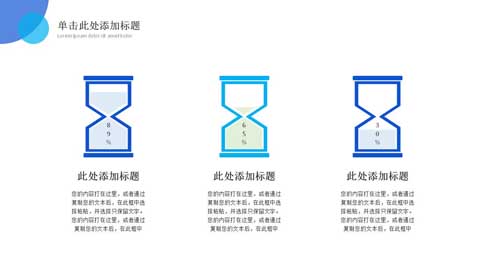 单击此处添加标题
Lorem ipsum dolor sit amet kolor
89%
65%
30%
此处添加标题
此处添加标题
此处添加标题
您的内容打在这里，或者通过
复制您的文本后，在此框中选
择粘贴，并选择只保留文字。
您的内容打在这里，或者通过
复制您的文本后，在此框中
您的内容打在这里，或者通过
复制您的文本后，在此框中选
择粘贴，并选择只保留文字。
您的内容打在这里，或者通过
复制您的文本后，在此框中
您的内容打在这里，或者通过
复制您的文本后，在此框中选
择粘贴，并选择只保留文字。
您的内容打在这里，或者通过
复制您的文本后，在此框中